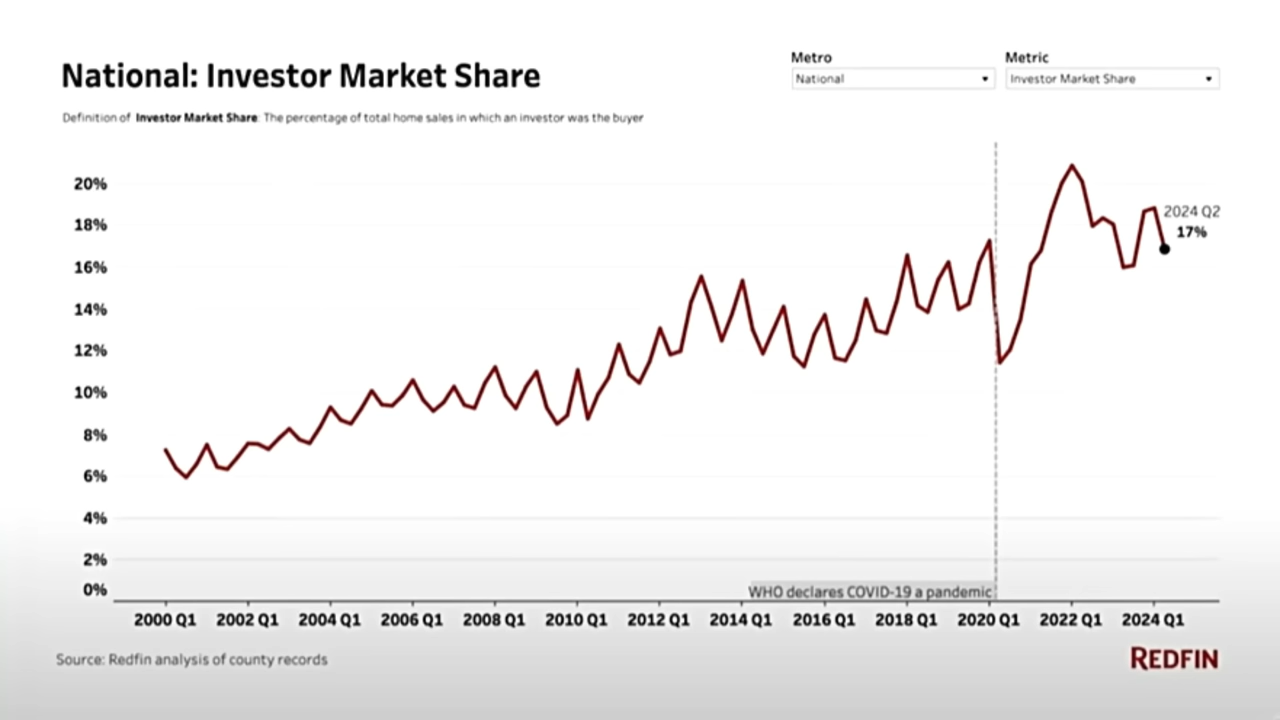 National: Investor Market Share
Metro
National
Metric
Investor Market Share
Definition of Investor Market Share: The percentage of total home sales in which an investor was the buyer
20%
18%
16%
14%
12%
10%
8%
6%
4%
2%
0%
2024 Q2
17%
WHO declares COVID-19 a pandemic
2000 Q1 2002 Q1 2004 Q1 2006 Q1 2008 Q1 2010 Q1 2012 Q1 2014 Q1 2016 Q1 2018 Q1 2020 Q1 2022 Q1 2024 Q1
Source: Redfin analysis of county records
REDFIN